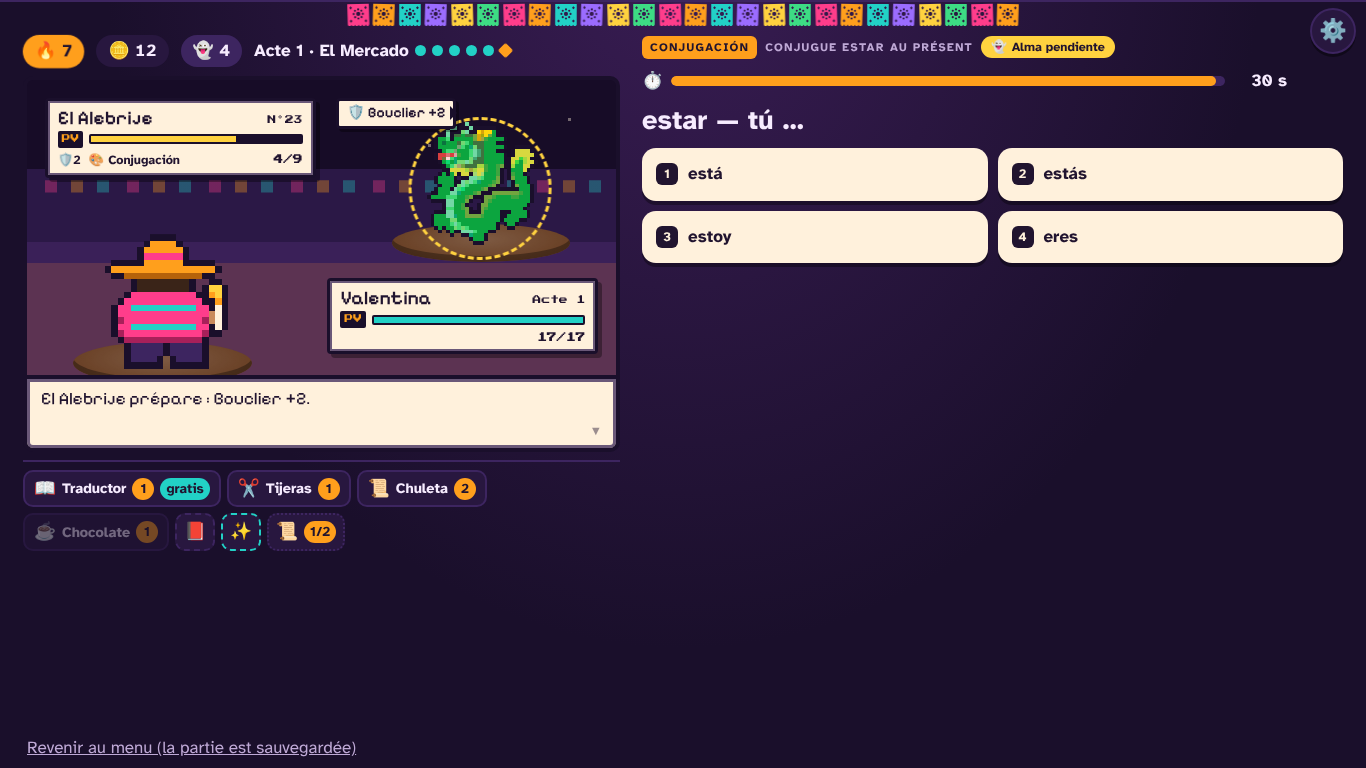 7
12
4
Acte 1 · El Mercado
CONJUGACIÓN
CONJUGUE ESTAR AU PRÉSENT
Alma pendiente
30 s
estar — tú ...
1 está
2 estás
3 estoy
4 eres
El Alebrije N°23
PV
2 Conjugación 4/9
Bouclier +2
Valentina Acte 1
PV
17/17
El Alebrije prépare : Bouclier +2.
Traductor 1 gratis
Tijeras 1
Chuleta 2
Chocolate 1
1/2
Revenir au menu (la partie est sauvegardée)